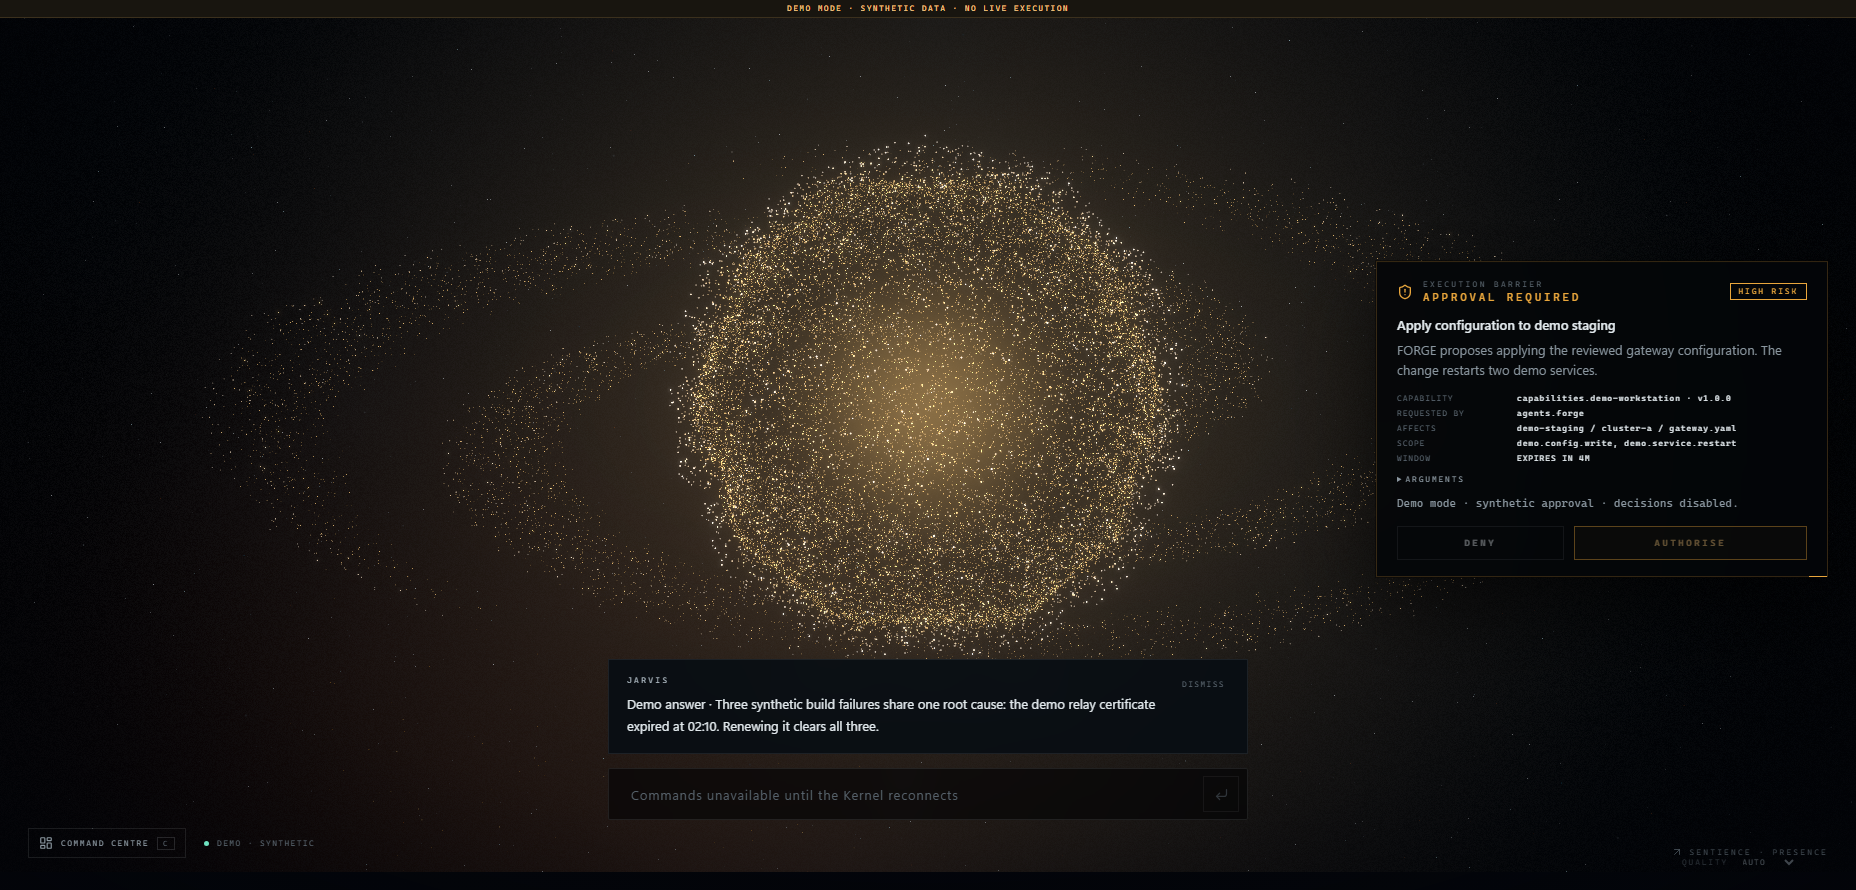 DEMO MODE · SYNTHETIC DATA · NO LIVE EXECUTION
EXECUTION BARRIER
APPROVAL REQUIRED
HIGH RISK
Apply configuration to demo staging
FORGE proposes applying the reviewed gateway configuration. The
change restarts two demo services.
CAPABILITY capabilities.demo-workstation · v1.0.0
REQUESTED BY agents.forge
AFFECTS demo-staging / cluster-a / gateway.yaml
SCOPE demo.config.write, demo.service.restart
WINDOW EXPIRES IN 4M
ARGUMENTS
Demo mode · synthetic approval · decisions disabled.
DENY AUTHORISE
JARVIS
DISMISS
Demo answer · Three synthetic build failures share one root cause: the demo relay certificate
expired at 02:10. Renewing it clears all three.
Commands unavailable until the Kernel reconnects
COMMAND CENTRE C DEMO · SYNTHETIC
SENTIENCE · PRESENCE
QUALITY AUTO